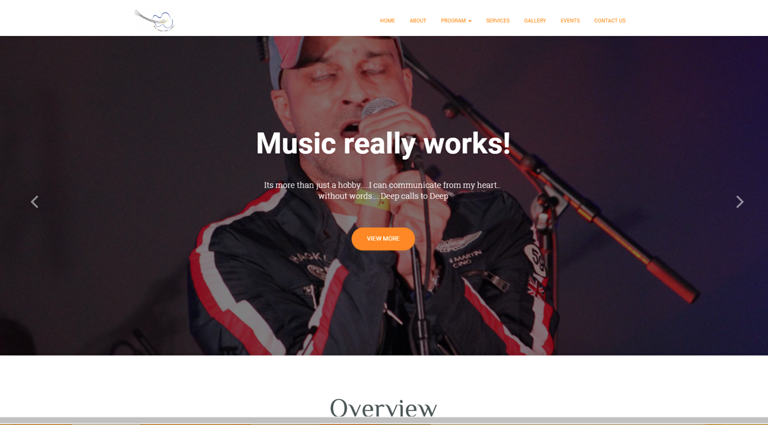 HOME ABOUT PROGRAM SERVICES GALLERY EVENTS CONTACT US
Music really works!
Its more than just a hobby....I can communicate from my heart..
without words.... Deep calls to Deep
VIEW MORE
MARTIN
Overview